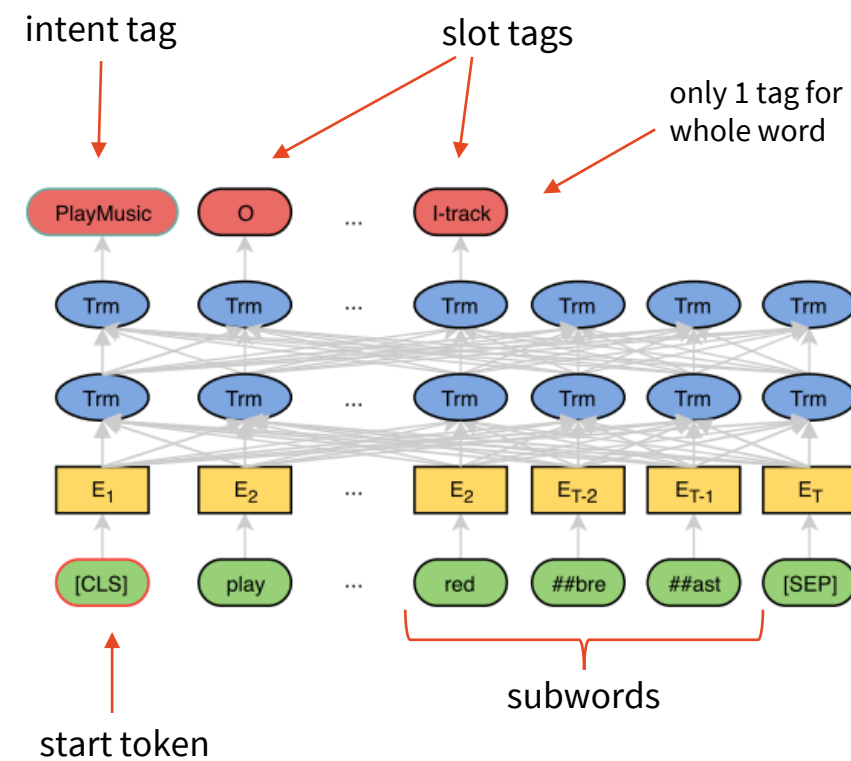 intent tag
slot tags
only 1 tag for
whole word
PlayMusic O ... I-track
Trm Trm ... Trm Trm Trm Trm
Trm Trm ... Trm Trm Trm Trm
E1 E2 ... E2 ET-2 ET-1 ET
[CLS] play ... red ##bre ##ast [SEP]
subwords
start token